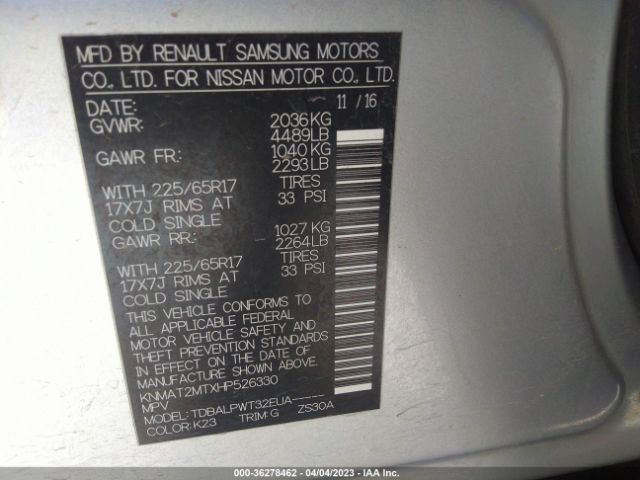 MFD BY RENAULT SAMSUNG MOTORS
CO., LTD. FOR NISSAN MOTOR CO., LTD.
DATE: 11 / 16
GVWR: 2036KG
4489LB
GAWR FR: 1040 KG
2293LB
WITH 225/65R17 TIRES
17X7J RIMS AT 33 PSI
COLD SINGLE
GAWR RR: 1027 KG
2264LB
WITH 225/65R17 TIRES
17X7J RIMS AT 33 PSI
COLD SINGLE
THIS VEHICLE CONFORMS TO
ALL APPLICABLE FEDERAL
MOTOR VEHICLE SAFETY AND
THEFT PREVENTION STANDARDS
IN EFFECT ON THE DATE OF
MANUFACTURE SHOWN ABOVE.
KNMAT2MTXHP526330
MPV
MODEL: TDBALPWT32EUA-----
COLOR: K23 TRIM: G ZS30A
000-36278462 - 04/04/2023 - IAA Inc.